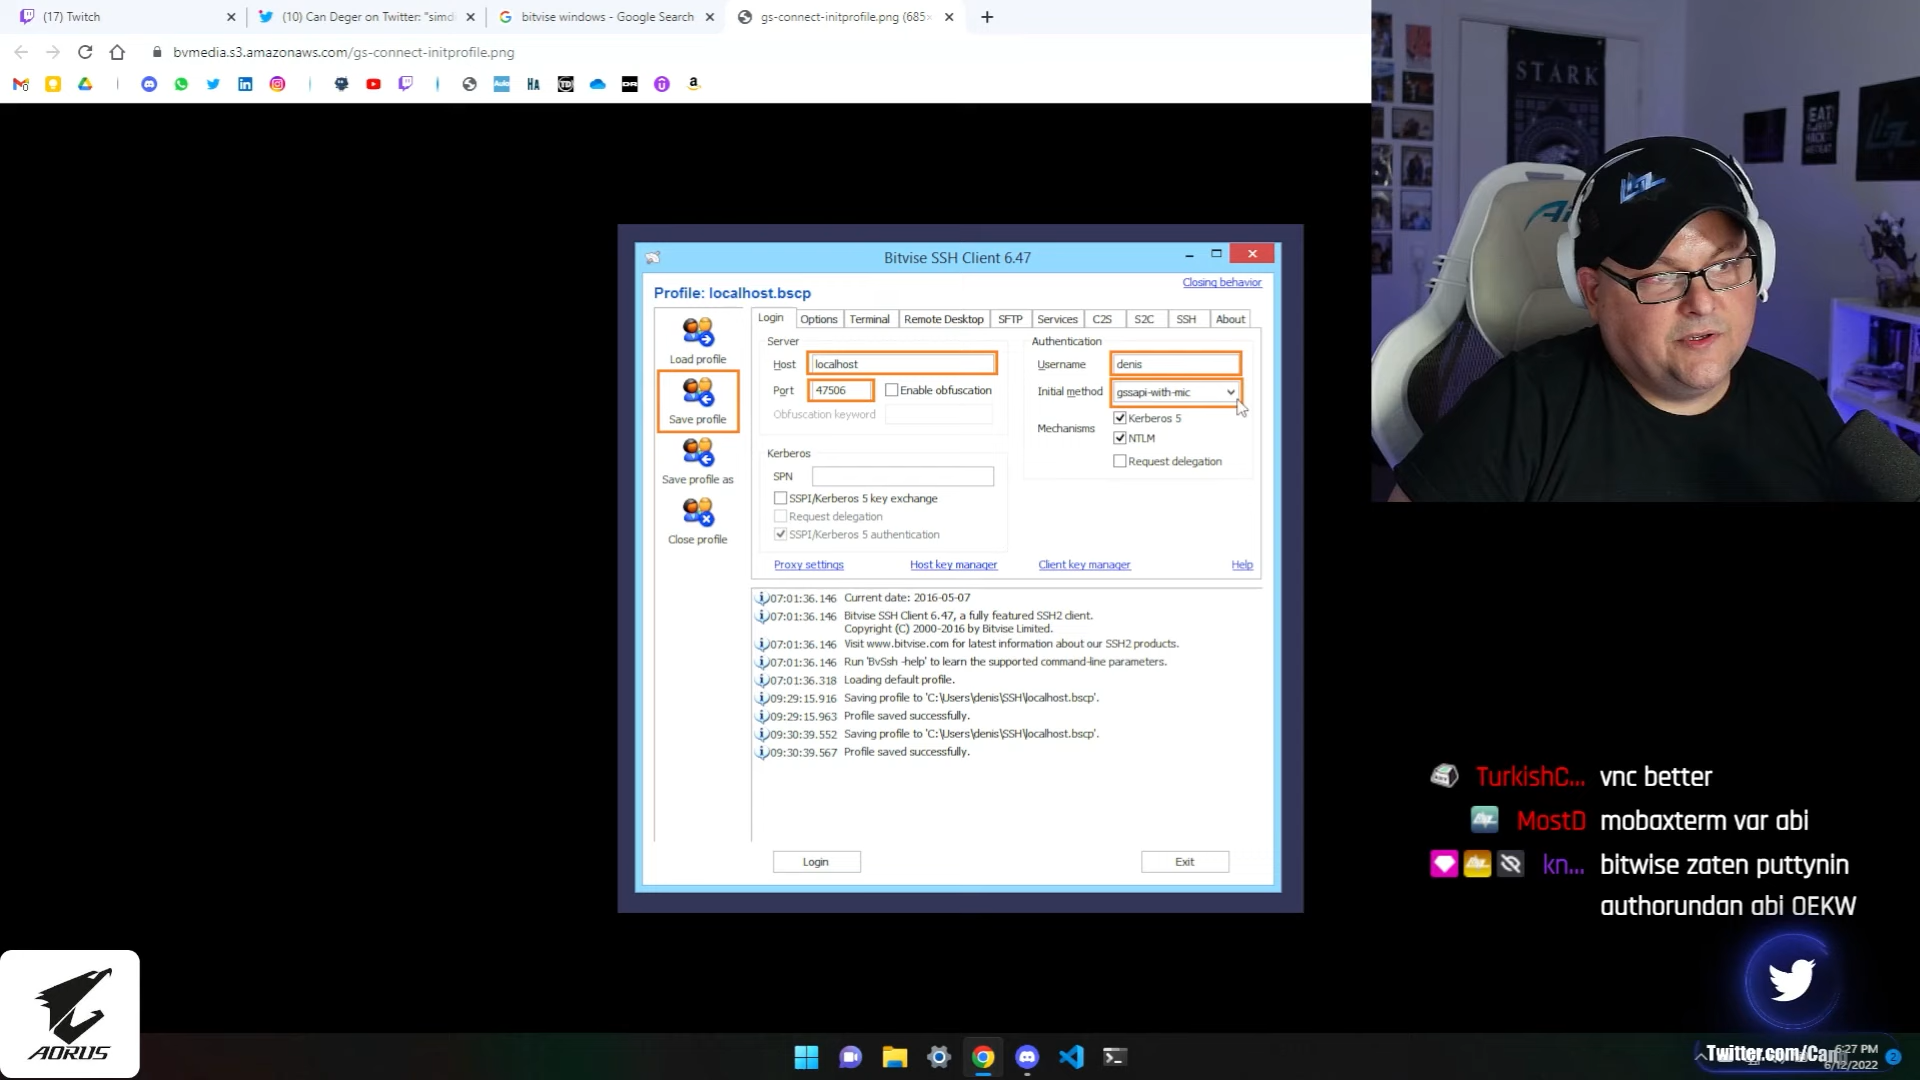 (17) Twitch
(10) Can Deger on Twitter: "simd
bitvise windows - Google Search
gs-connect-initprofile.png (685×
bvmedia.s3.amazonaws.com/gs-connect-initprofile.png
STARK
EAT
Bitvise SSH Client 6.47
Profile: localhost.bscp
Closing behavior
Load profile
Save profile
Save profile as
Close profile
Login
Options
Terminal
Remote Desktop
SFTP
Services
C2S
S2C
SSH
About
Server
Host
localhost
Port
47506
Enable obfuscation
Obfuscation keyword
Kerberos
SPN
SSPI/Kerberos 5 key exchange
Request delegation
SSPI/Kerberos 5 authentication
Authentication
Username
denis
Initial method
gssapi-with-mic
Mechanisms
Kerberos 5
NTLM
Request delegation
Proxy settings
Host key manager
Client key manager
Help
07:01:36.146 Current date: 2016-05-07
07:01:36.146 Bitvise SSH Client 6.47, a fully featured SSH2 client.
Copyright (C) 2000-2016 by Bitvise Limited.
07:01:36.146 Visit www.bitvise.com for latest information about our SSH2 products.
07:01:36.146 Run 'BvSsh -help' to learn the supported command-line parameters.
07:01:36.318 Loading default profile.
09:29:15.916 Saving profile to 'C:\Users\denis\SSH\localhost.bscp'.
09:29:15.963 Profile saved successfully.
09:30:39.552 Saving profile to 'C:\Users\denis\SSH\localhost.bscp'.
09:30:39.567 Profile saved successfully.
Login
Exit
TurkishC... vnc better
MostD mobaxterm var abi
kn... bitwise zaten puttynin
authorundan abi OEKW
AORUS
Twitter.com/Can
6:27 PM
6/12/2022
2